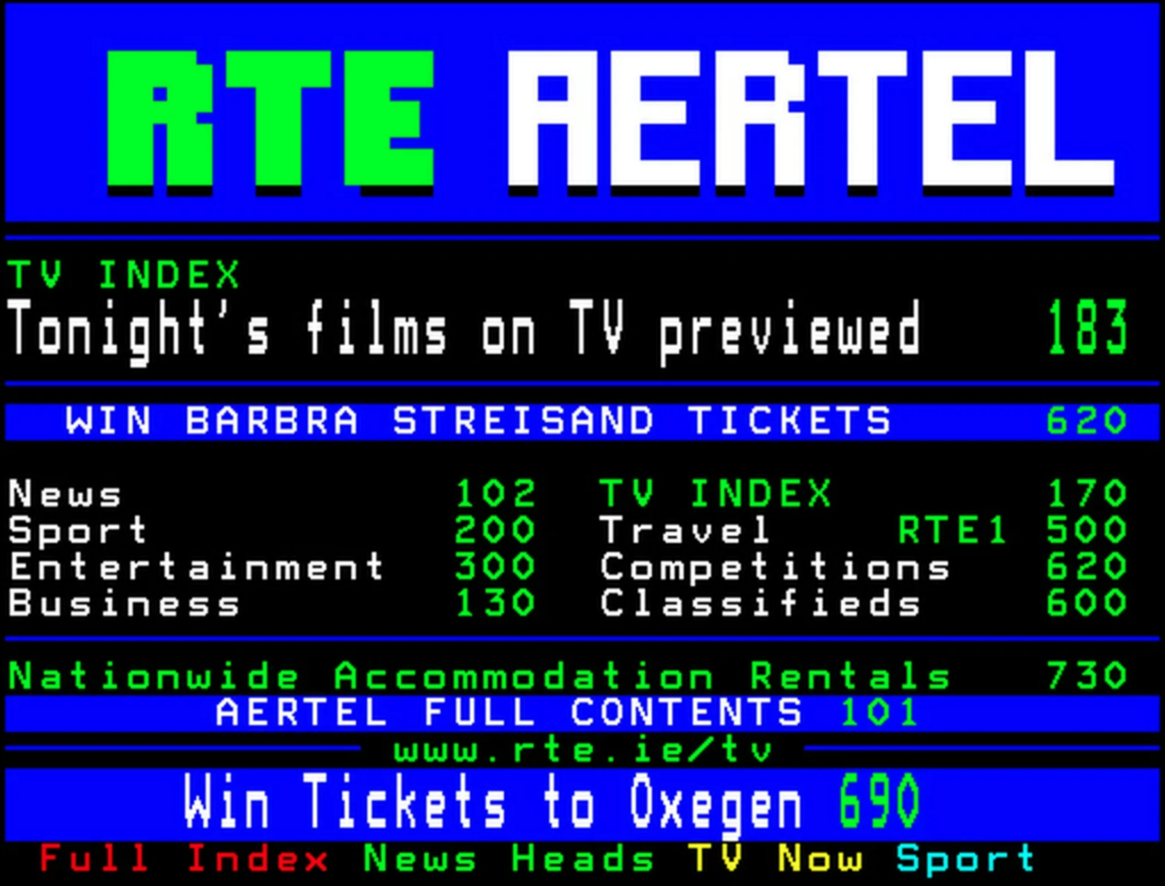 RTE AERTEL
TV INDEX
Tonight's films on TV previewed 183
WIN BARBRA STREISAND TICKETS 620
News 102 TV INDEX 170
Sport 200 Travel RTE1 500
Entertainment 300 Competitions 620
Business 130 Classifieds 600
Nationwide Accommodation Rentals 730
AERTEL FULL CONTENTS 101
www.rte.ie/tv
Win Tickets to Oxegen 690
Full Index News Heads TV Now Sport